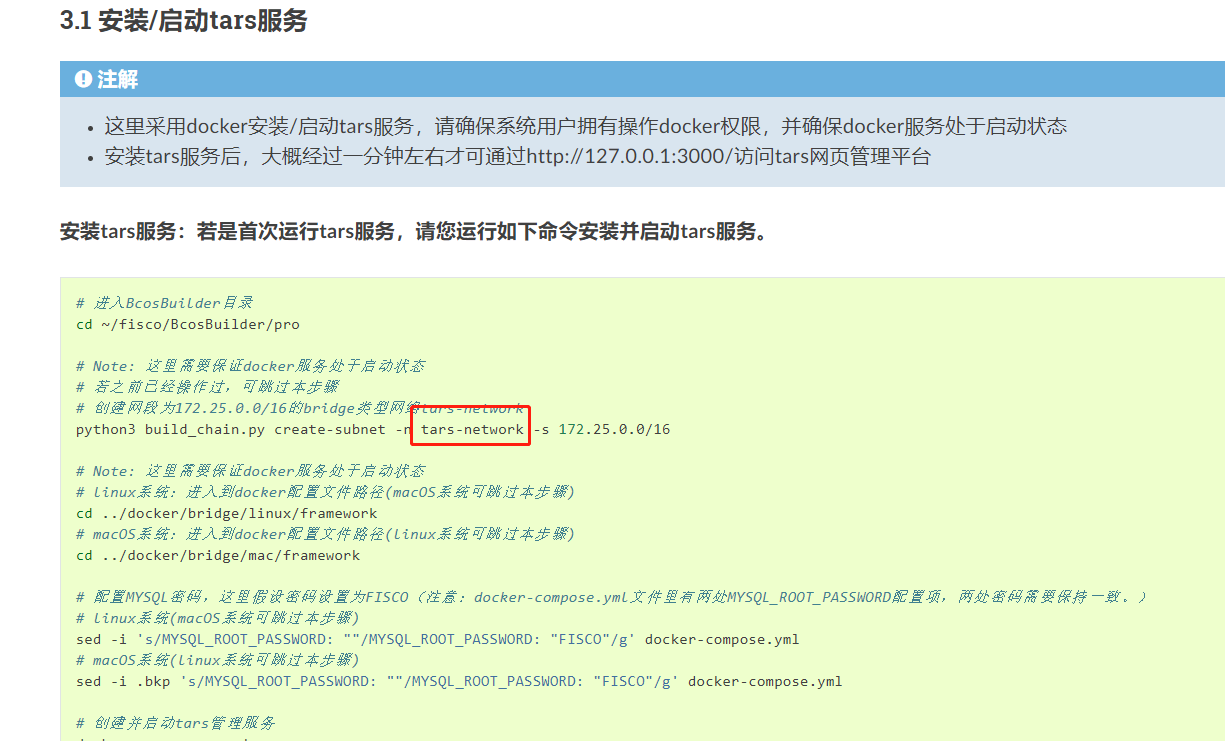 3.1 安装/启动tars服务
注解
• 这里采用docker安装/启动tars服务，请确保系统用户拥有操作docker权限，并确保docker服务处于启动状态
• 安装tars服务后，大概经过一分钟左右才可通过http://127.0.0.1:3000/访问tars网页管理平台
安装tars服务：若是首次运行tars服务，请您运行如下命令安装并启动tars服务。
# 进入BcosBuilder目录
cd ~/fisco/BcosBuilder/pro
# Note: 这里需要保证docker服务处于启动状态
# 若之前已经操作过，可跳过本步骤
# 创建网段为172.25.0.0/16的bridge类型网络tars-network
python3 build_chain.py create-subnet -n tars-network -s 172.25.0.0/16
# Note: 这里需要保证docker服务处于启动状态
# linux系统: 进入到docker配置文件路径(macOS系统可跳过本步骤)
cd ../docker/bridge/linux/framework
# macOS系统: 进入到docker配置文件路径(linux系统可跳过本步骤)
cd ../docker/bridge/mac/framework
# 配置MYSQL密码，这里假设密码设置为FISCO（注意: docker-compose.yml文件里有两处MYSQL_ROOT_PASSWORD配置项，两处密码需要保持一致。）
# linux系统(macOS系统可跳过本步骤)
sed -i 's/MYSQL_ROOT_PASSWORD: ""/MYSQL_ROOT_PASSWORD: "FISCO"/g' docker-compose.yml
# macOS系统(linux系统可跳过本步骤)
sed -i .bkp 's/MYSQL_ROOT_PASSWORD: ""/MYSQL_ROOT_PASSWORD: "FISCO"/g' docker-compose.yml
# 创建并启动tars管理服务